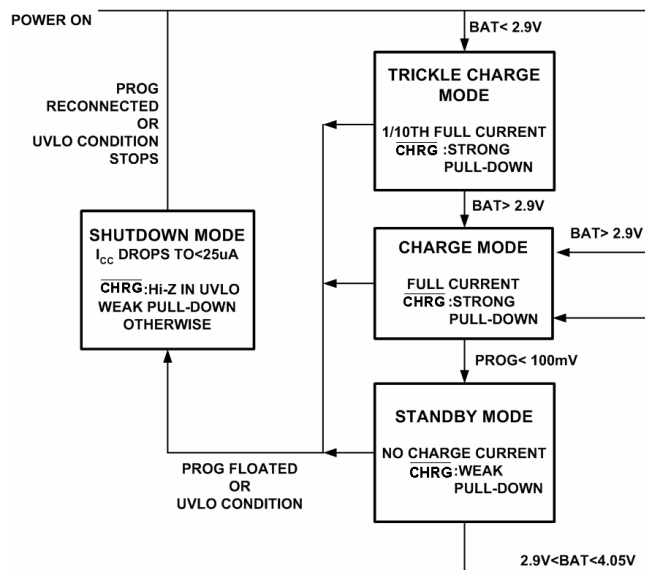 POWER ON
BAT< 2.9V
TRICKLE CHARGE
MODE
1/10TH FULL CURRENT
CHRG :STRONG
PULL-DOWN
PROG
RECONNECTED
OR
UVLO CONDITION
STOPS
BAT> 2.9V
SHUTDOWN MODE
ICC DROPS TO<25uA
CHRG:Hi-Z IN UVLO
WEAK PULL-DOWN
OTHERWISE
CHARGE MODE
FULL CURRENT
CHRG :STRONG
PULL-DOWN
BAT> 2.9V
PROG< 100mV
STANDBY MODE
NO CHARGE CURRENT
CHRG:WEAK
PULL-DOWN
PROG FLOATED
OR
UVLO CONDITION
2.9V<BAT<4.05V